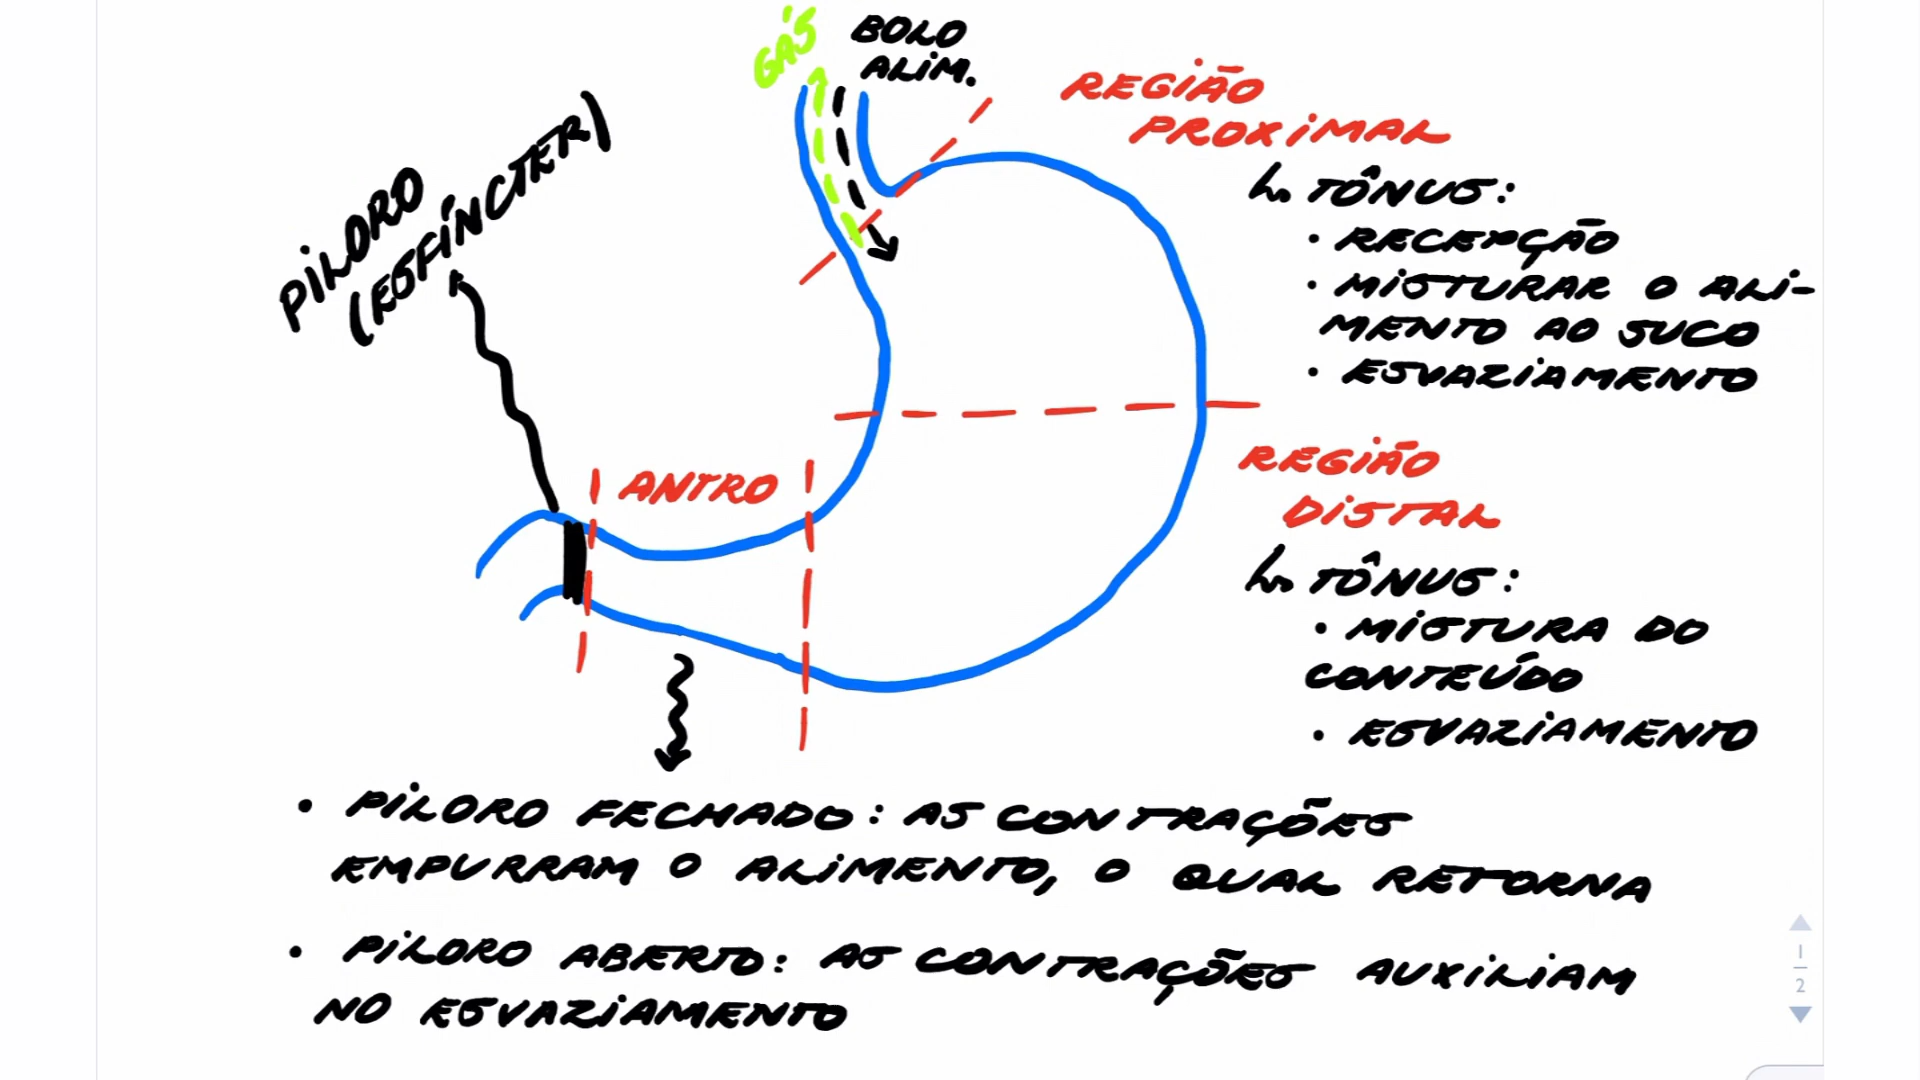 GÁS
BOLO
ALIM.
REGIÃO
PROXIMAL
↳ TÔNUS:
• RECEPÇÃO
• MISTURAR O ALI-
MENTO AO SUCO
• ESVAZIAMENTO
PILORO
(ESFÍNCTER)
ANTRO
REGIÃO
DISTAL
↳ TÔNUS:
• MISTURA DO
CONTEÚDO
• ESVAZIAMENTO
• PILORO FECHADO: AS CONTRAÇÕES
EMPURRAM O ALIMENTO, O QUAL RETORNA
• PILORO ABERTO: AS CONTRAÇÕES AUXILIAM
NO ESVAZIAMENTO
1
2